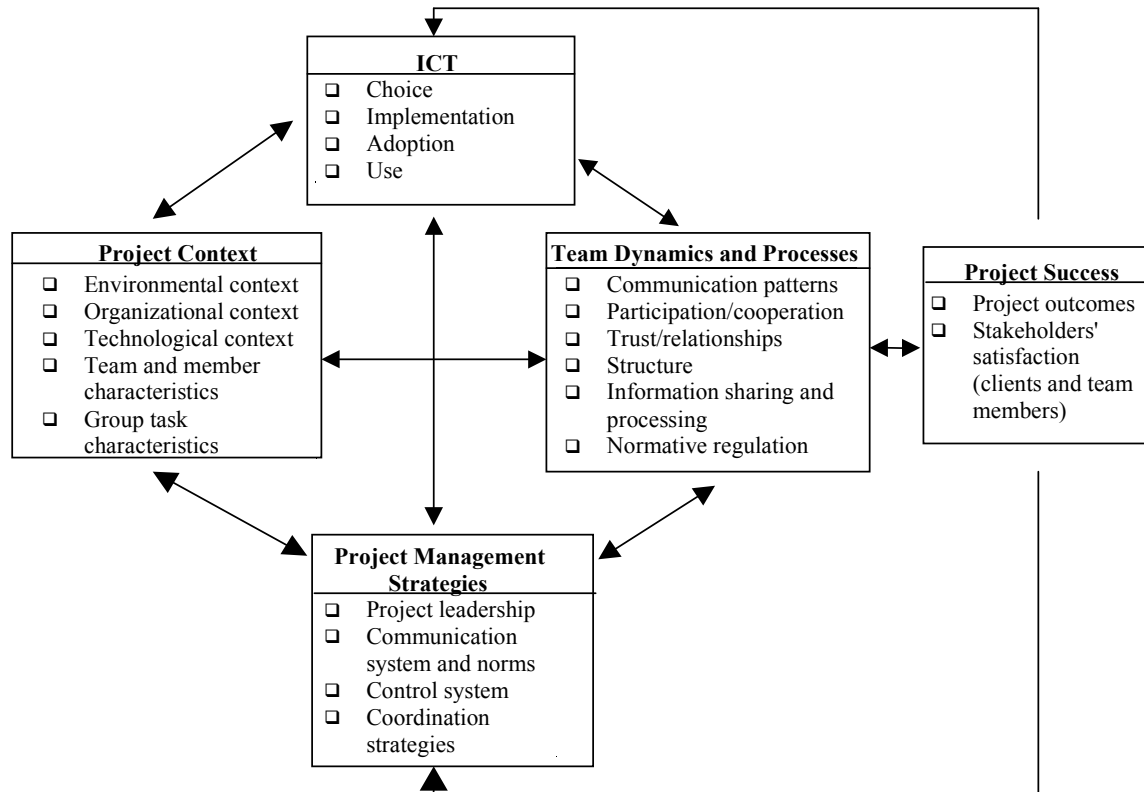 ICT
❑ Choice
❑ Implementation
❑ Adoption
❑ Use
Project Context
❑ Environmental context
❑ Organizational context
❑ Technological context
❑ Team and member
characteristics
❑ Group task
characteristics
Team Dynamics and Processes
❑ Communication patterns
❑ Participation/cooperation
❑ Trust/relationships
❑ Structure
❑ Information sharing and
processing
❑ Normative regulation
Project Success
❑ Project outcomes
❑ Stakeholders'
satisfaction
(clients and team
members)
Project Management
Strategies
❑ Project leadership
❑ Communication
system and norms
❑ Control system
❑ Coordination
strategies